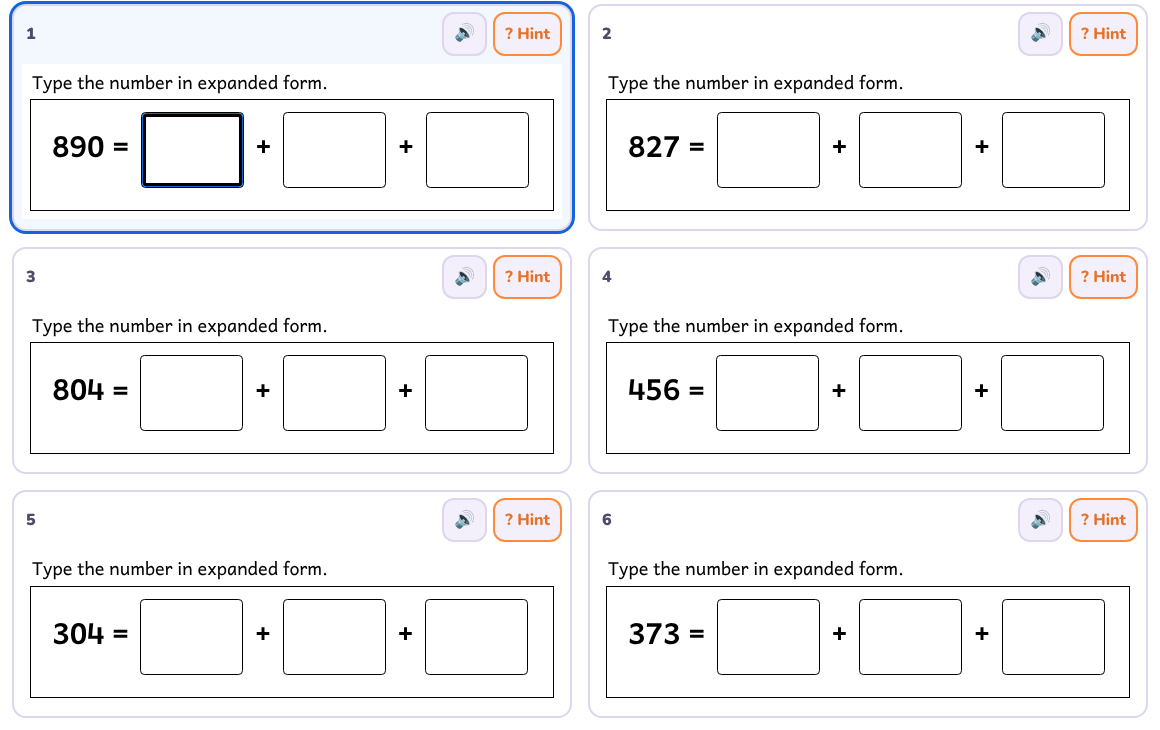 1
? Hint
Type the number in expanded form.
890 = + +
2
? Hint
Type the number in expanded form.
827 = + +
3
? Hint
Type the number in expanded form.
804 = + +
4
? Hint
Type the number in expanded form.
456 = + +
5
? Hint
Type the number in expanded form.
304 = + +
6
? Hint
Type the number in expanded form.
373 = + +